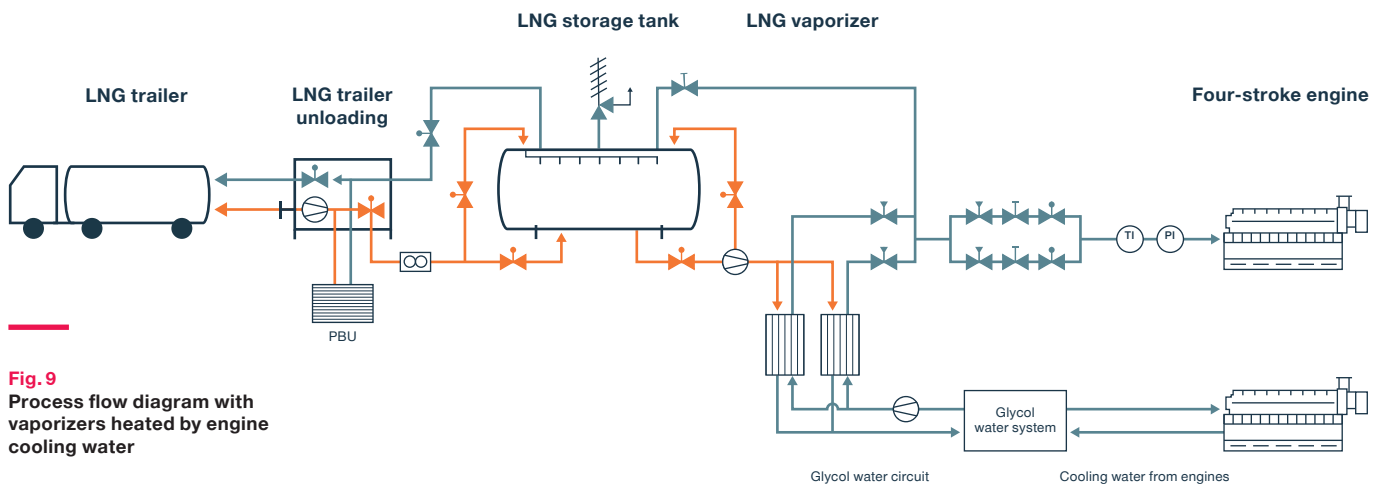 LNG storage tank
LNG vaporizer
LNG trailer
LNG trailer
unloading
Four-stroke engine
TI
PI
PBU
Fig. 9
Process flow diagram with
vaporizers heated by engine
cooling water
Glycol
water system
Glycol water circuit
Cooling water from engines